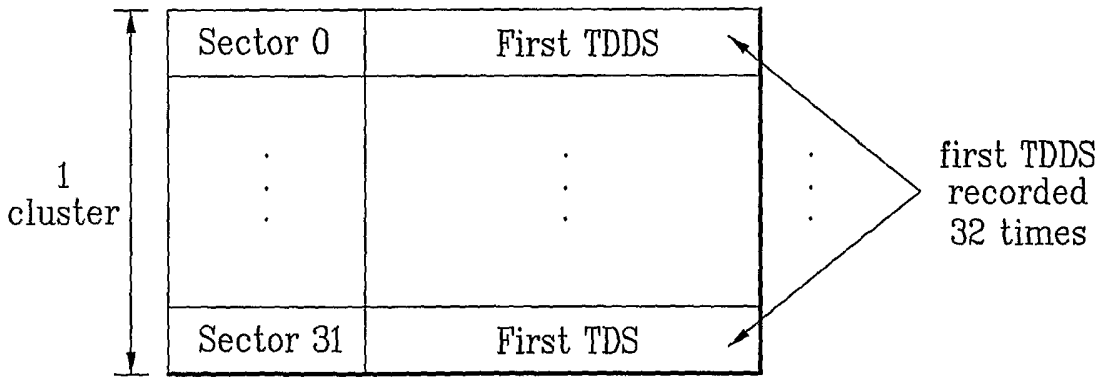 Sector 0
First TDDS
1
cluster
first TDDS
recorded
32 times
Sector 31
First TDS